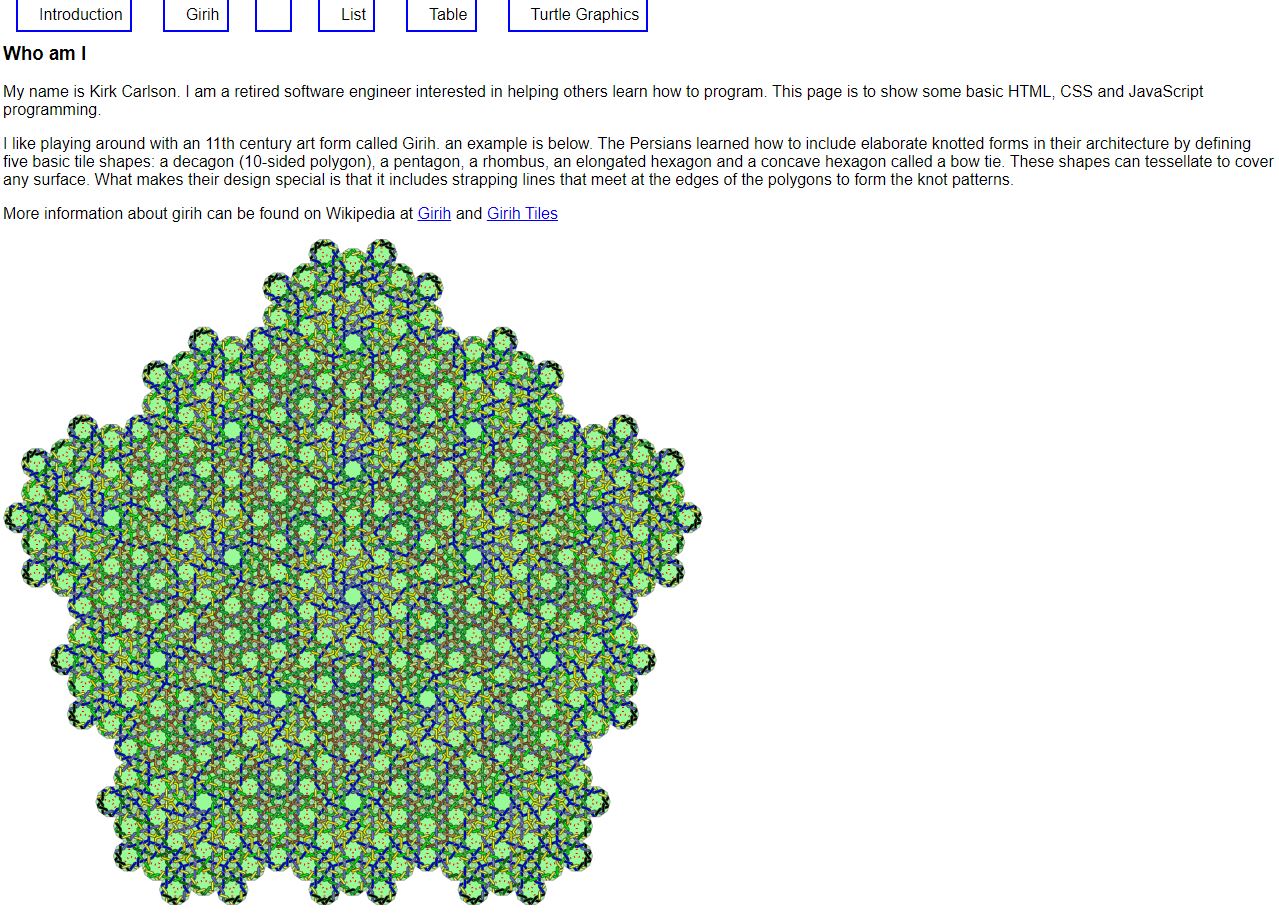 Introduction Girih List Table Turtle Graphics
Who am I
My name is Kirk Carlson. I am a retired software engineer interested in helping others learn how to program. This page is to show some basic HTML, CSS and JavaScript
programming.
I like playing around with an 11th century art form called Girih. an example is below. The Persians learned how to include elaborate knotted forms in their architecture by defining
five basic tile shapes: a decagon (10-sided polygon), a pentagon, a rhombus, an elongated hexagon and a concave hexagon called a bow tie. These shapes can tessellate to cover
any surface. What makes their design special is that it includes strapping lines that meet at the edges of the polygons to form the knot patterns.
More information about girih can be found on Wikipedia at Girih and Girih Tiles